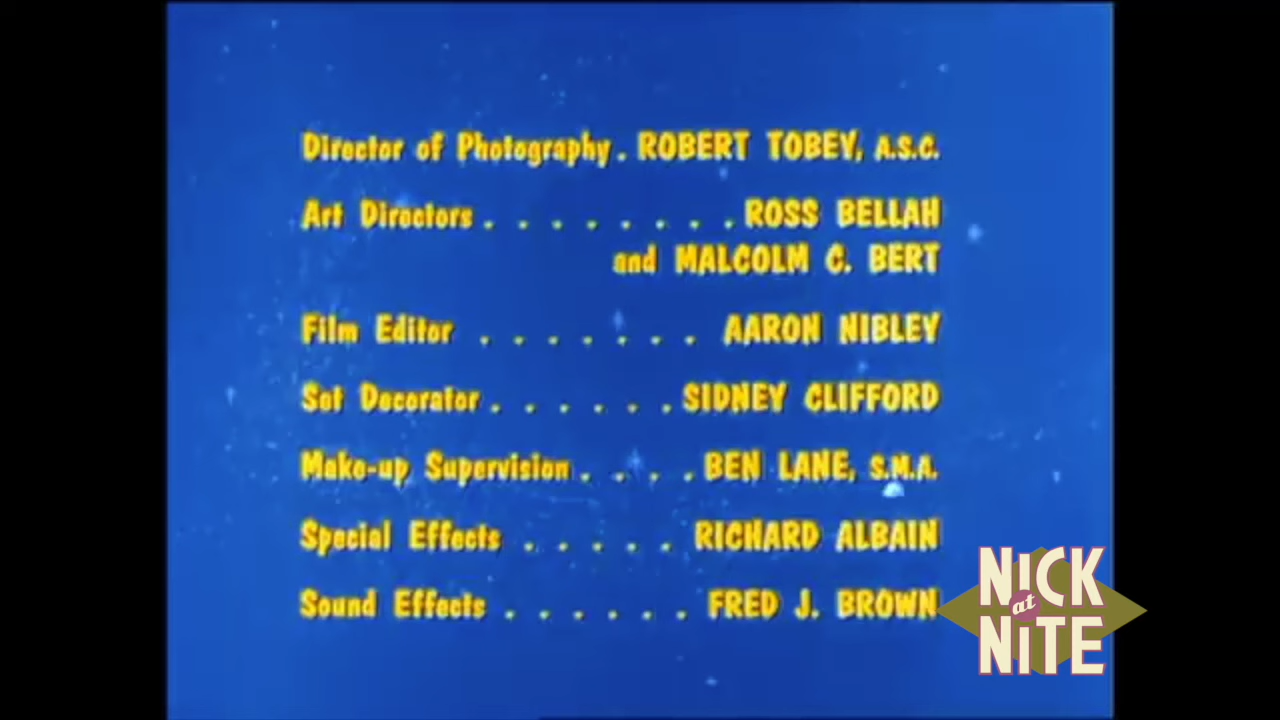 Director of Photography . ROBERT TOBEY, A.S.C.
Art Directors . . . . . . . . ROSS BELLAH
and MALCOLM C. BERT
Film Editor . . . . . . . AARON NIBLEY
Set Decorator . . . . . . SIDNEY CLIFFORD
Make-up Supervision . . . . BEN LANE, S.M.A.
Special Effects . . . . . RICHARD ALBAIN
Sound Effects . . . . . . FRED J. BROWN
NICK
at
NITE